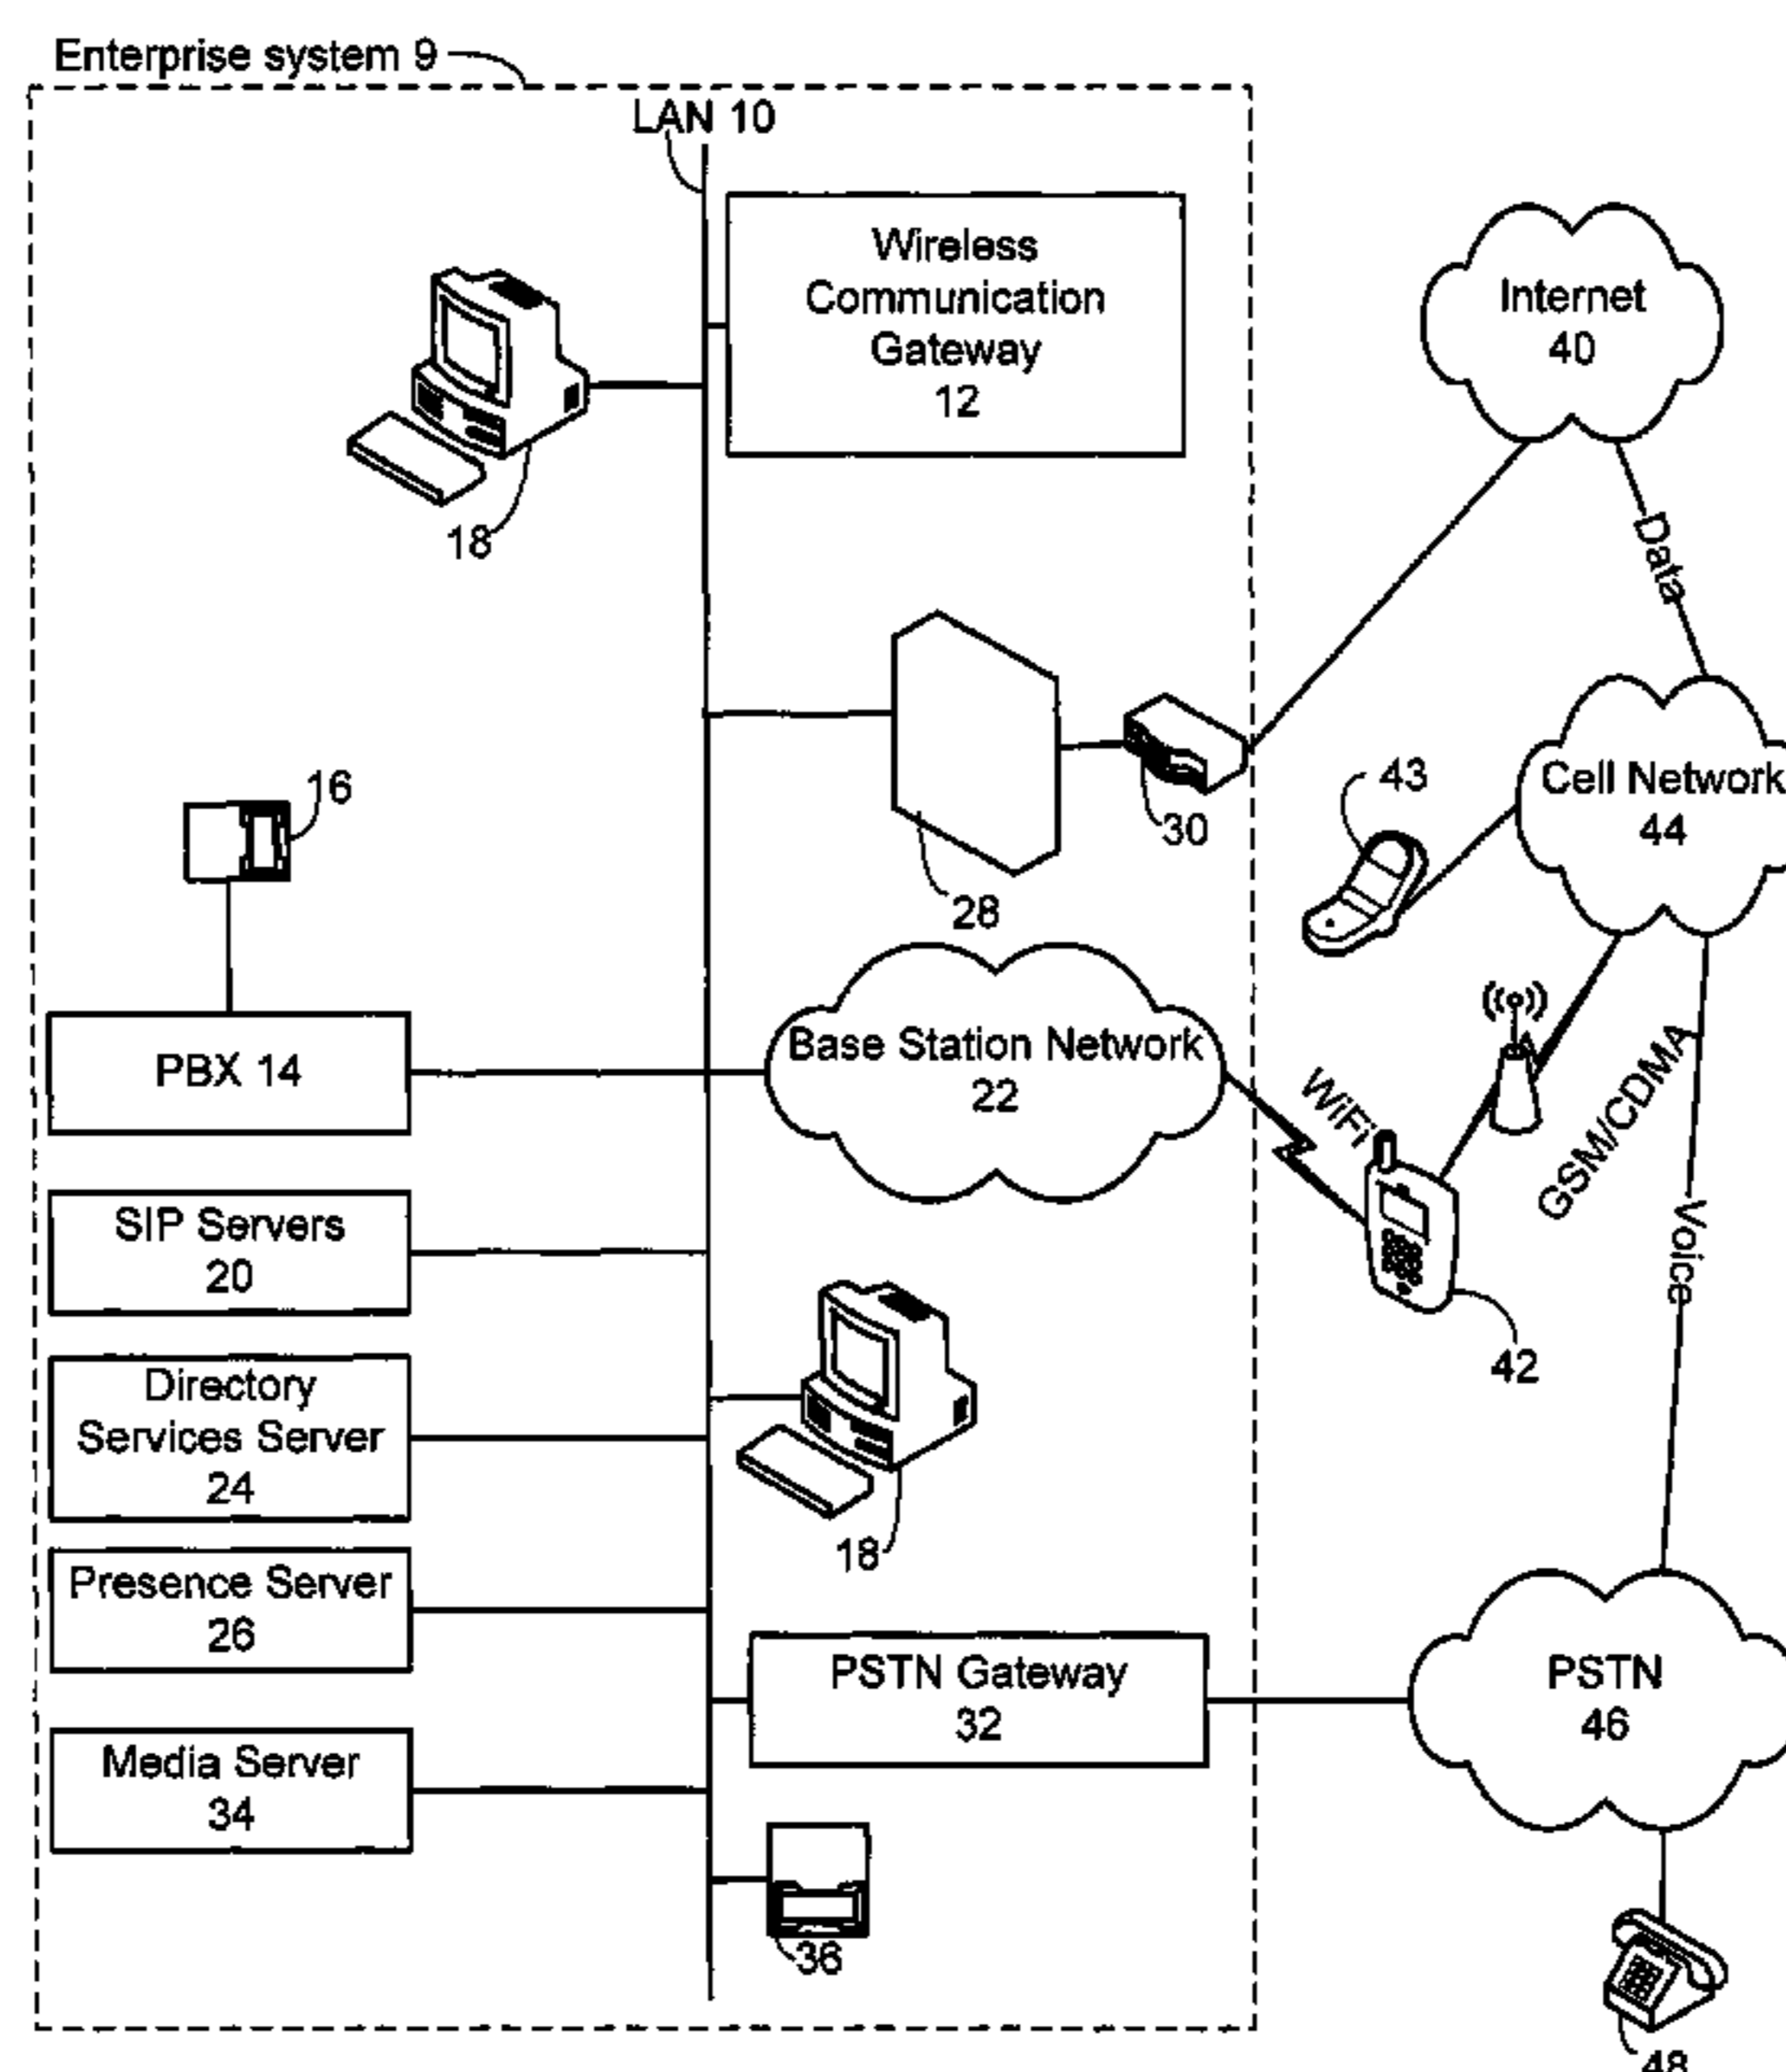 Enterprise system 9
LAN 10
Wireless
Communication
Gateway
12
Internet
40
18
Data
30
Cell Network
44
43
16
28
PBX 14
Base Station Network
22
WiFi
GSM/CDMA
Voice
SIP Servers
20
42
Directory
Services Server
24
18
Presence Server
26
PSTN Gateway
32
PSTN
46
Media Server
34
36
48